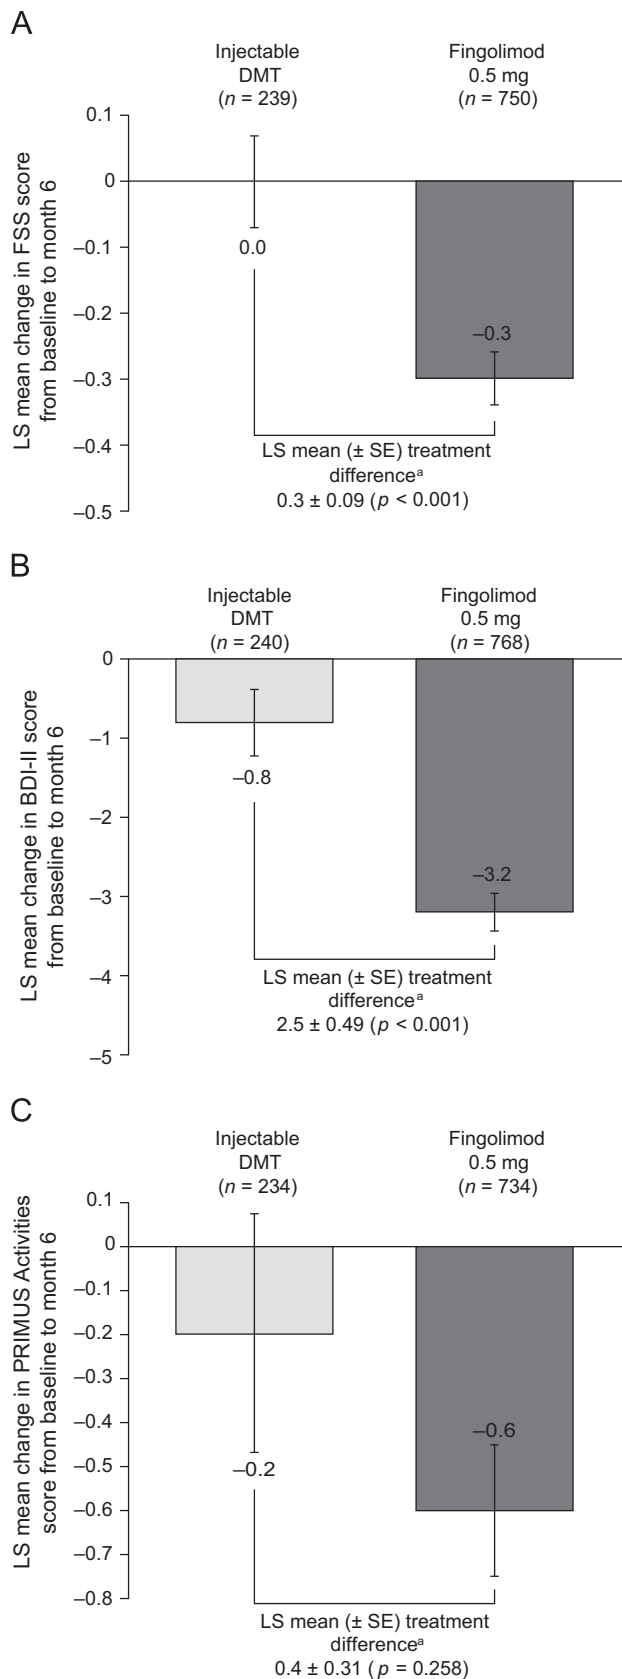 A
Injectable
DMT
(n = 239)
Fingolimod
0.5 mg
(n = 750)
LS mean change in FSS score
from baseline to month 6
0.1
0
–0.1
–0.2
–0.3
–0.4
–0.5
0.0
–0.3
LS mean (± SE) treatment
differenceᵃ
0.3 ± 0.09 (p < 0.001)
B
Injectable
DMT
(n = 240)
Fingolimod
0.5 mg
(n = 768)
LS mean change in BDI-II score
from baseline to month 6
0
–1
–2
–3
–4
–5
–0.8
–3.2
LS mean (± SE) treatment
differenceᵃ
2.5 ± 0.49 (p < 0.001)
C
Injectable
DMT
(n = 234)
Fingolimod
0.5 mg
(n = 734)
LS mean change in PRIMUS Activities
score from baseline to month 6
0.1
0
–0.1
–0.2
–0.3
–0.4
–0.5
–0.6
–0.7
–0.8
–0.2
–0.6
LS mean (± SE) treatment
differenceᵃ
0.4 ± 0.31 (p = 0.258)